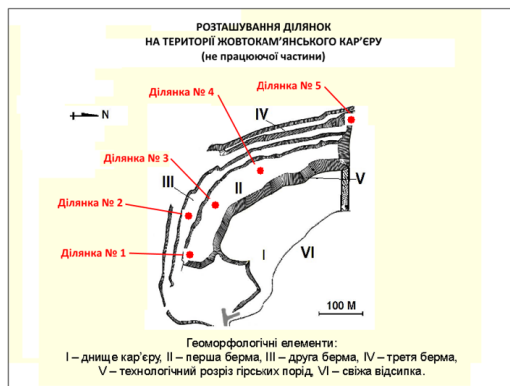 РОЗТАШУВАННЯ ДІЛЯНОК
НА ТЕРИТОРІЇ ЖОВТОКАМ'ЯНСЬКОГО КАР'ЄРУ
(не працюючої частини)
Ділянка № 5
Ділянка № 4
N
IV
Ділянка № 3
III
II
V
Ділянка № 2
Ділянка № 1
I
VI
100 М
Геоморфологічні елементи:
I – днище кар'єру, II – перша берма, III – друга берма, IV – третя берма,
V – технологічний розріз гірських порід, VI – свіжа відсипка.